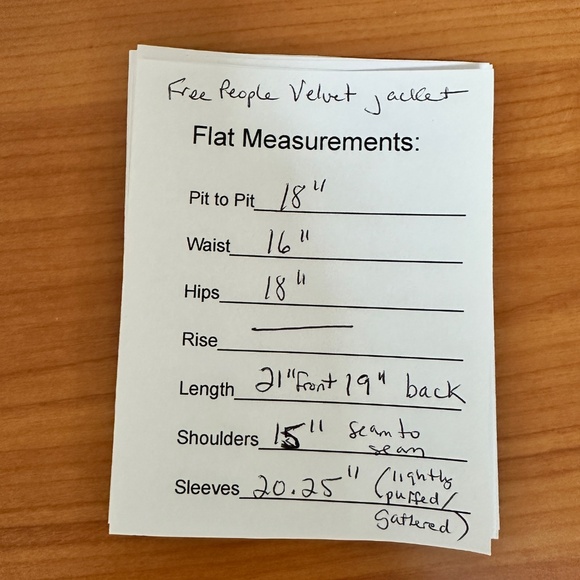 Free People Velvet Jacket
Flat Measurements:
Pit to Pit 18"
Waist 16"
Hips 18"
Rise —
Length 21" front 19" back
Shoulders 15" seam to
seam
Sleeves 20.25" (lightly
puffed/
gathered)